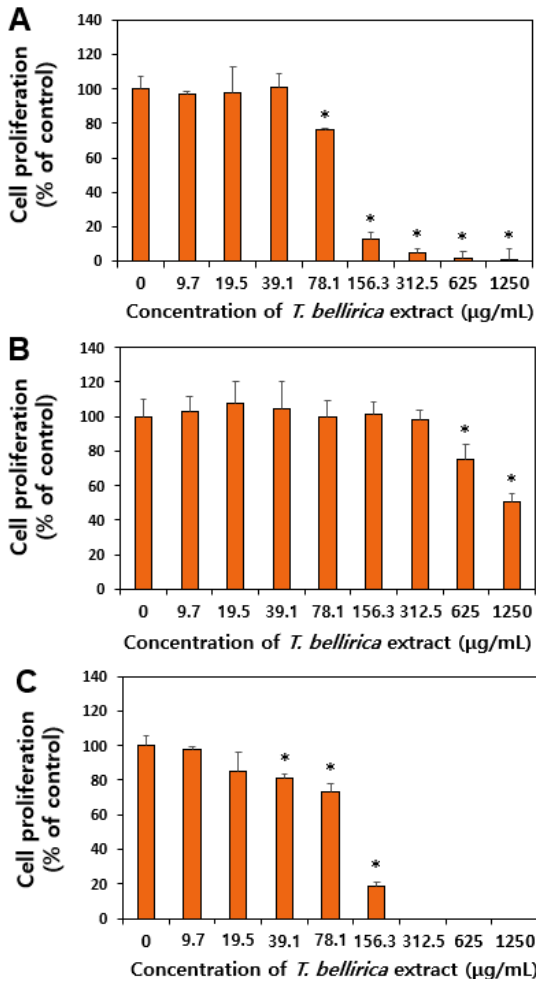 A
140
120
100
80
60
40
20
0
Cell proliferation
(% of control)
* * * * *
0 9.7 19.5 39.1 78.1 156.3 312.5 625 1250
Concentration of T. bellirica extract (μg/mL)
B
140
120
100
80
60
40
20
0
Cell proliferation
(% of control)
* *
0 9.7 19.5 39.1 78.1 156.3 312.5 625 1250
Concentration of T. bellirica extract (μg/mL)
C
140
120
100
80
60
40
20
0
Cell proliferation
(% of control)
* * *
0 9.7 19.5 39.1 78.1 156.3 312.5 625 1250
Concentration of T. bellirica extract (μg/mL)